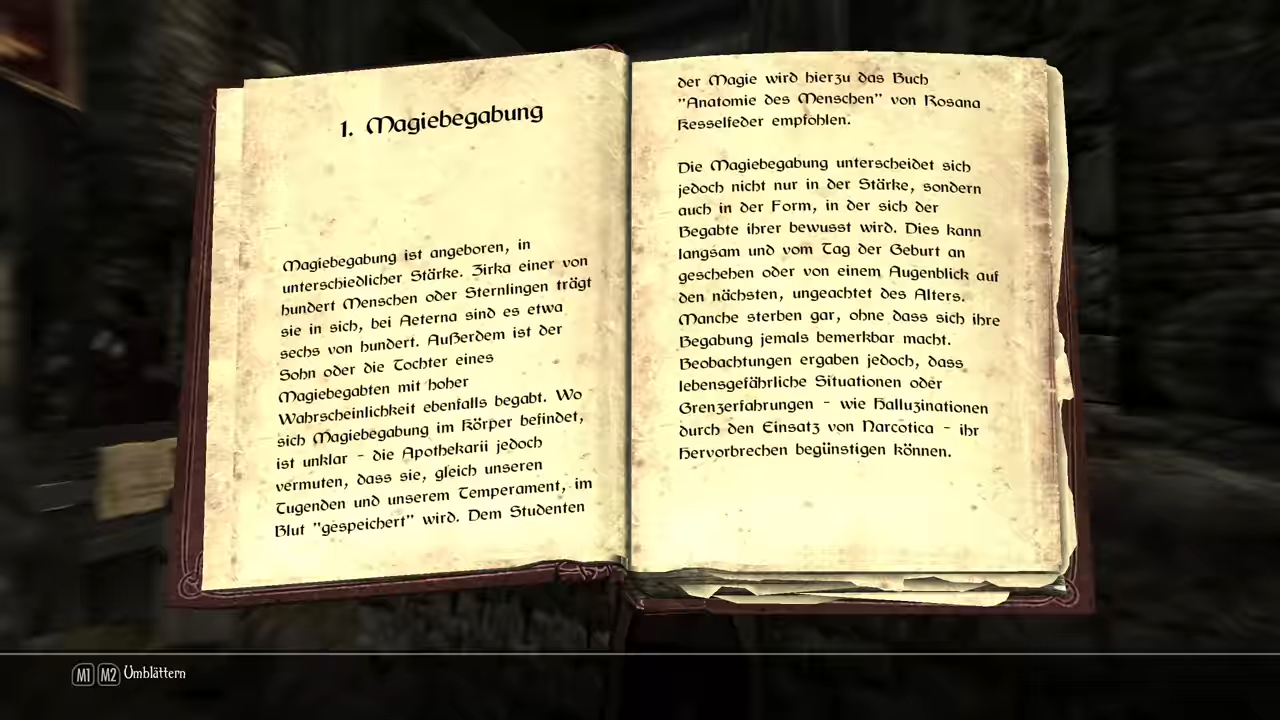 1. Magiebegabung
Magiebegabung ist angeboren, in
unterschiedlicher Stärke. Zirka einer von
hundert Menschen oder Sternlingen trägt
sie in sich, bei Aeterna sind es etwa
sechs von hundert. Außerdem ist der
Sohn oder die Tochter eines
Magiebegabten mit hoher
Wahrscheinlichkeit ebenfalls begabt. Wo
sich Magiebegabung im Körper befindet,
ist unklar - die Apothekarii jedoch
vermuten, dass sie, gleich unseren
Tugenden und unserem Temperament, im
Blut "gespeichert" wird. Dem Studenten
der Magie wird hierzu das Buch
"Anatomie des Menschen" von Rosana
Kesselfeder empfohlen.
Die Magiebegabung unterscheidet sich
jedoch nicht nur in der Stärke, sondern
auch in der Form, in der sich der
Begabte ihrer bewusst wird. Dies kann
langsam und vom Tag der Geburt an
geschehen oder von einem Augenblick auf
den nächsten, ungeachtet des Alters.
Manche sterben gar, ohne dass sich ihre
Begabung jemals bemerkbar macht.
Beobachtungen ergaben jedoch, dass
lebensgefährliche Situationen oder
Grenzerfahrungen - wie Halluzinationen
durch den Einsatz von Narcotica - ihr
Hervorbrechen begünstigen können.
M1 M2 Umblättern